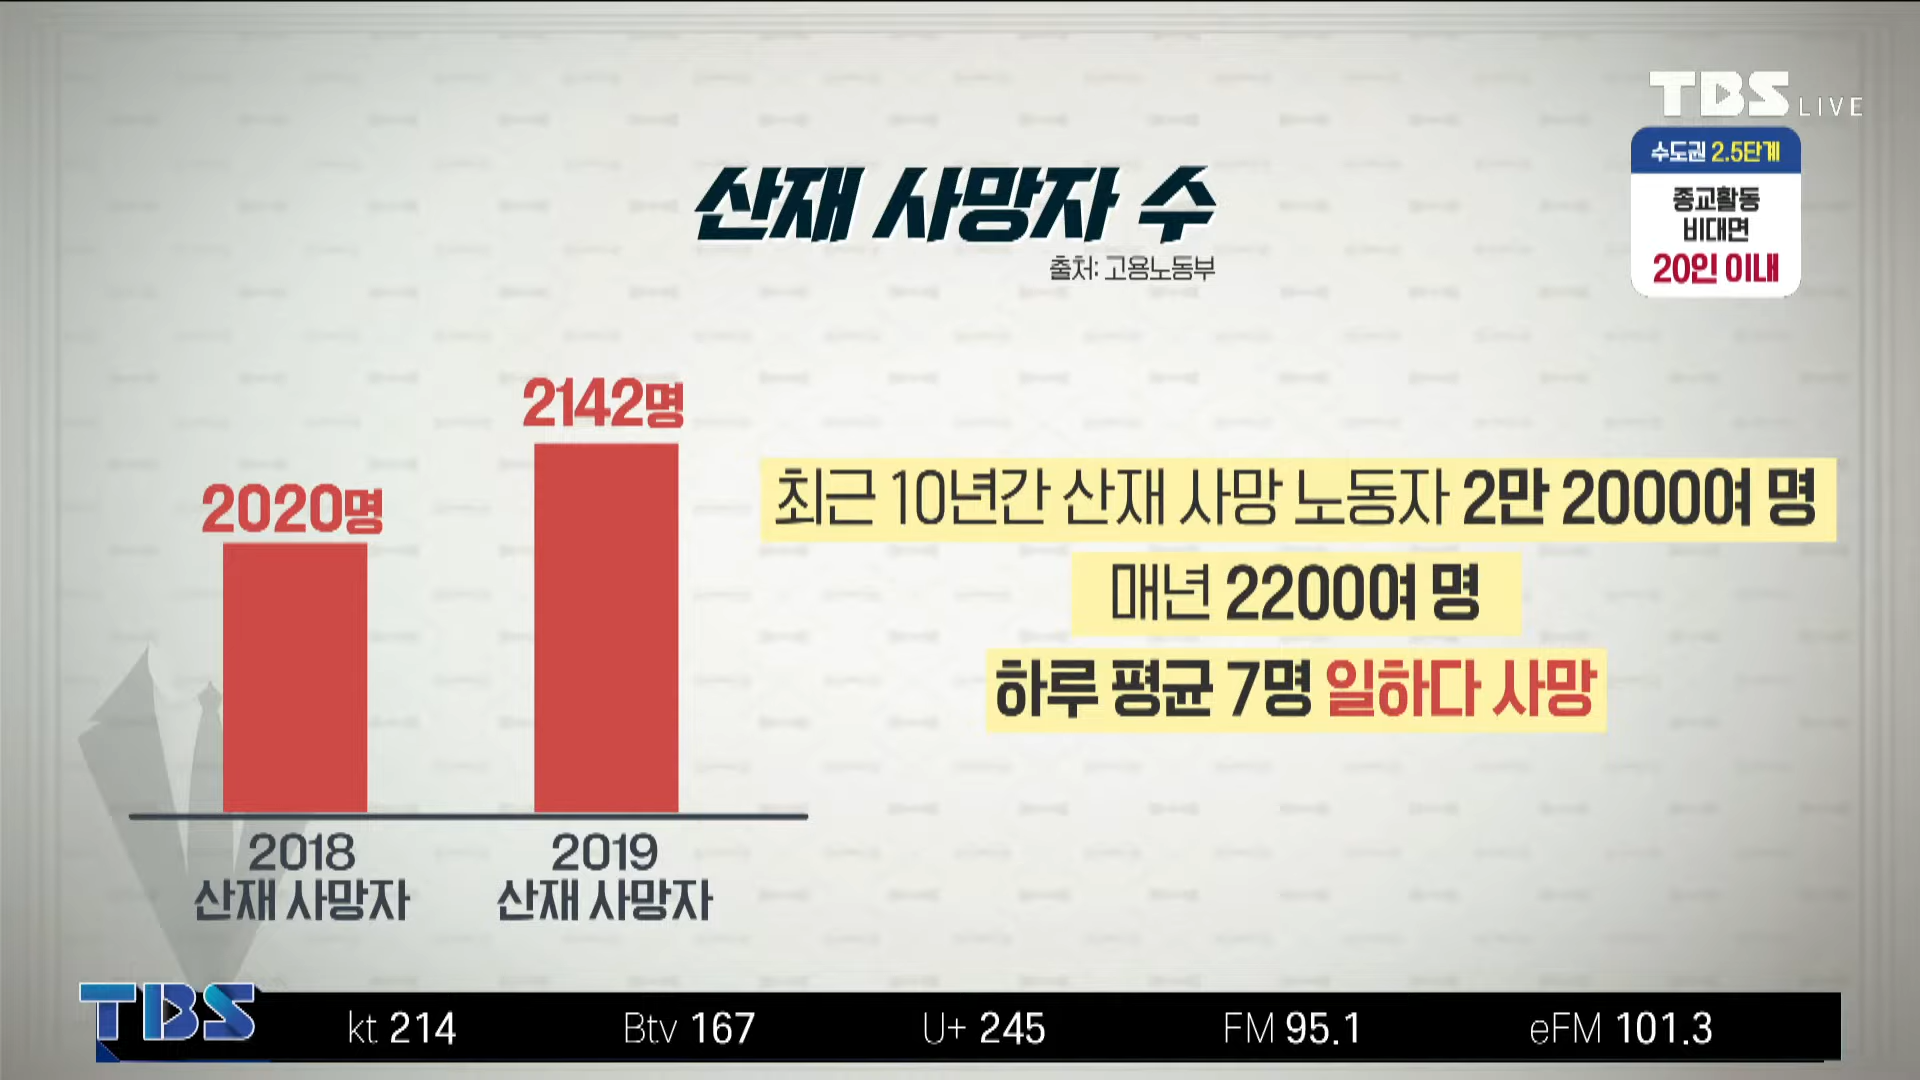 TBS LIVE
수도권 2.5단계
종교활동
비대면
20인 이내
산재 사망자 수
출처: 고용노동부
2020명
2142명
2018
산재 사망자
2019
산재 사망자
최근 10년간 산재 사망 노동자 2만 2000여 명
매년 2200여 명
하루 평균 7명 일하다 사망
TBS kt 214 Btv 167 U+ 245 FM 95.1 eFM 101.3